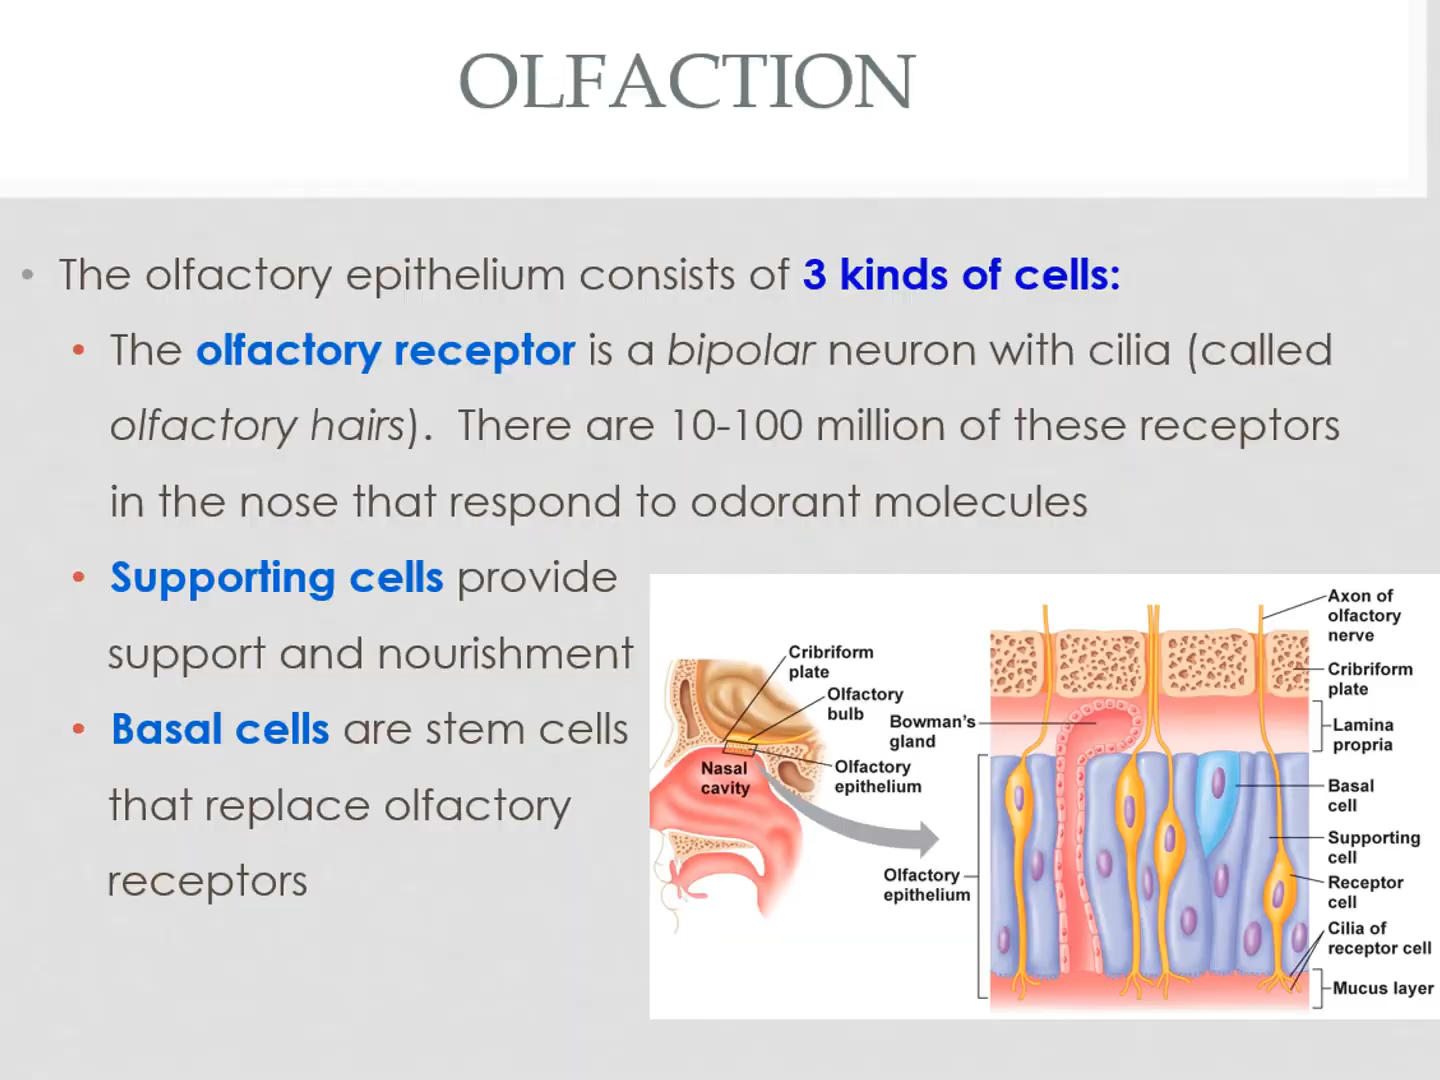 OLFACTION
• The olfactory epithelium consists of 3 kinds of cells:
• The olfactory receptor is a bipolar neuron with cilia (called
olfactory hairs).  There are 10-100 million of these receptors
in the nose that respond to odorant molecules
• Supporting cells provide
support and nourishment
• Basal cells are stem cells
that replace olfactory
receptors
Cribriform
plate
Olfactory
bulb
Nasal
cavity
Olfactory
epithelium
Bowman's
gland
Olfactory
epithelium
Axon of
olfactory
nerve
Cribriform
plate
Lamina
propria
Basal
cell
Supporting
cell
Receptor
cell
Cilia of
receptor cell
Mucus layer